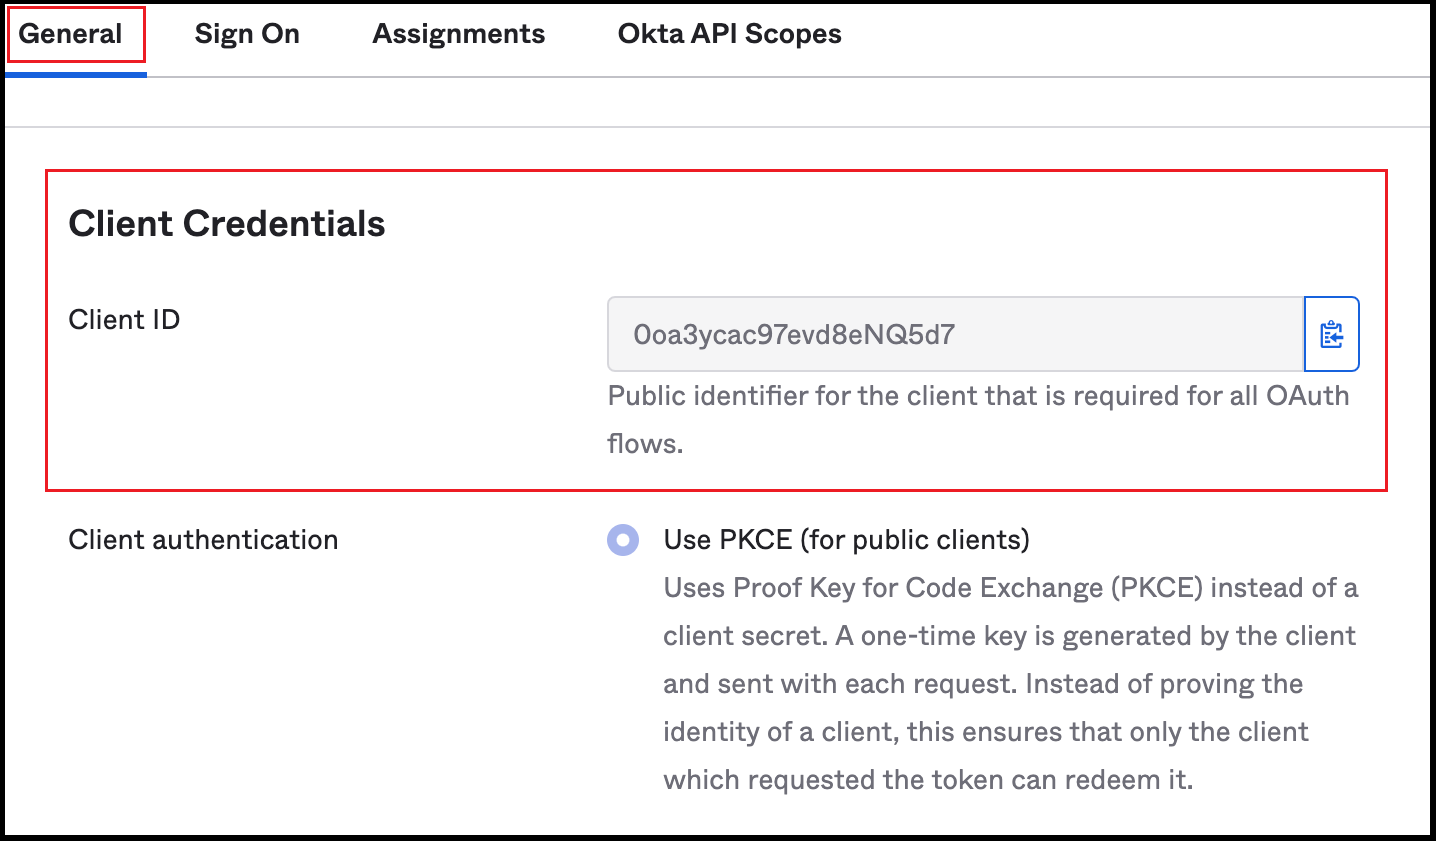 General Sign On Assignments Okta API Scopes
Client Credentials
Client ID
0oa3ycac97evd8eNQ5d7
Public identifier for the client that is required for all OAuth
flows.
Client authentication
Use PKCE (for public clients)
Uses Proof Key for Code Exchange (PKCE) instead of a
client secret. A one-time key is generated by the client
and sent with each request. Instead of proving the
identity of a client, this ensures that only the client
which requested the token can redeem it.